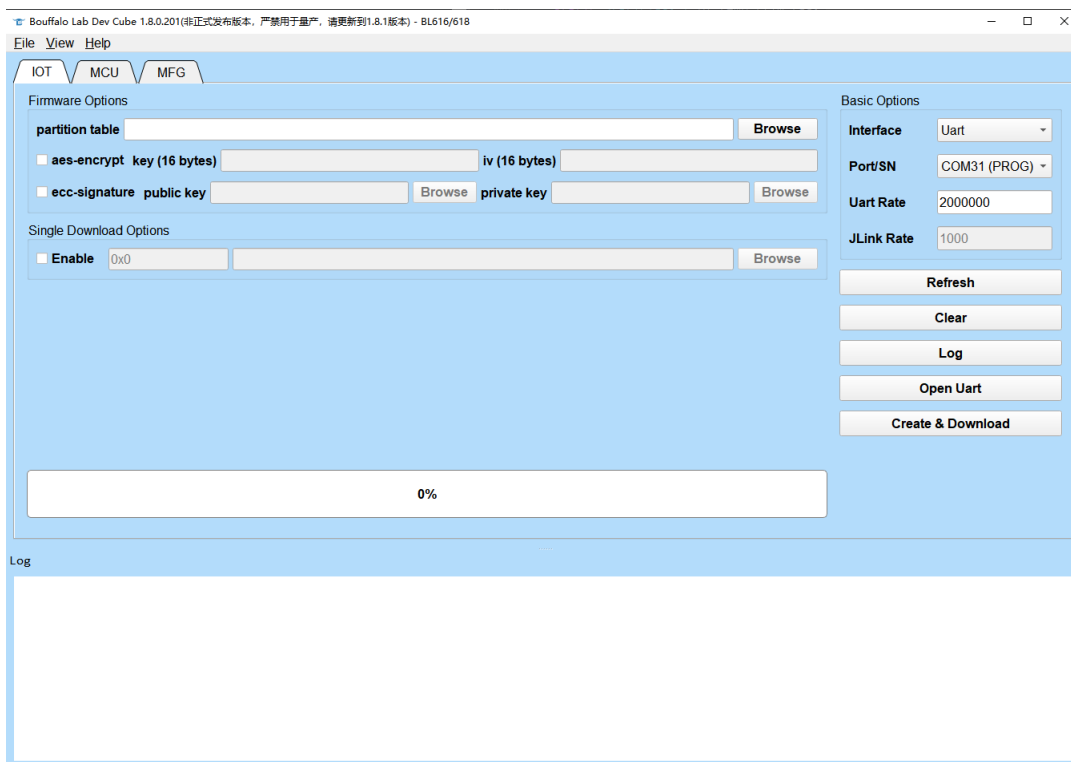 Bouffalo Lab Dev Cube 1.8.0.201(非正式发布版本，严禁用于量产，请更新到1.8.1版本) - BL616/618
File View Help
IOT MCU MFG
Firmware Options
partition table Browse
aes-encrypt key (16 bytes) iv (16 bytes)
ecc-signature public key Browse private key Browse
Single Download Options
Enable 0x0 Browse
0%
Basic Options
Interface Uart
Port/SN COM31 (PROG)
Uart Rate 2000000
JLink Rate 1000
Refresh
Clear
Log
Open Uart
Create & Download
Log